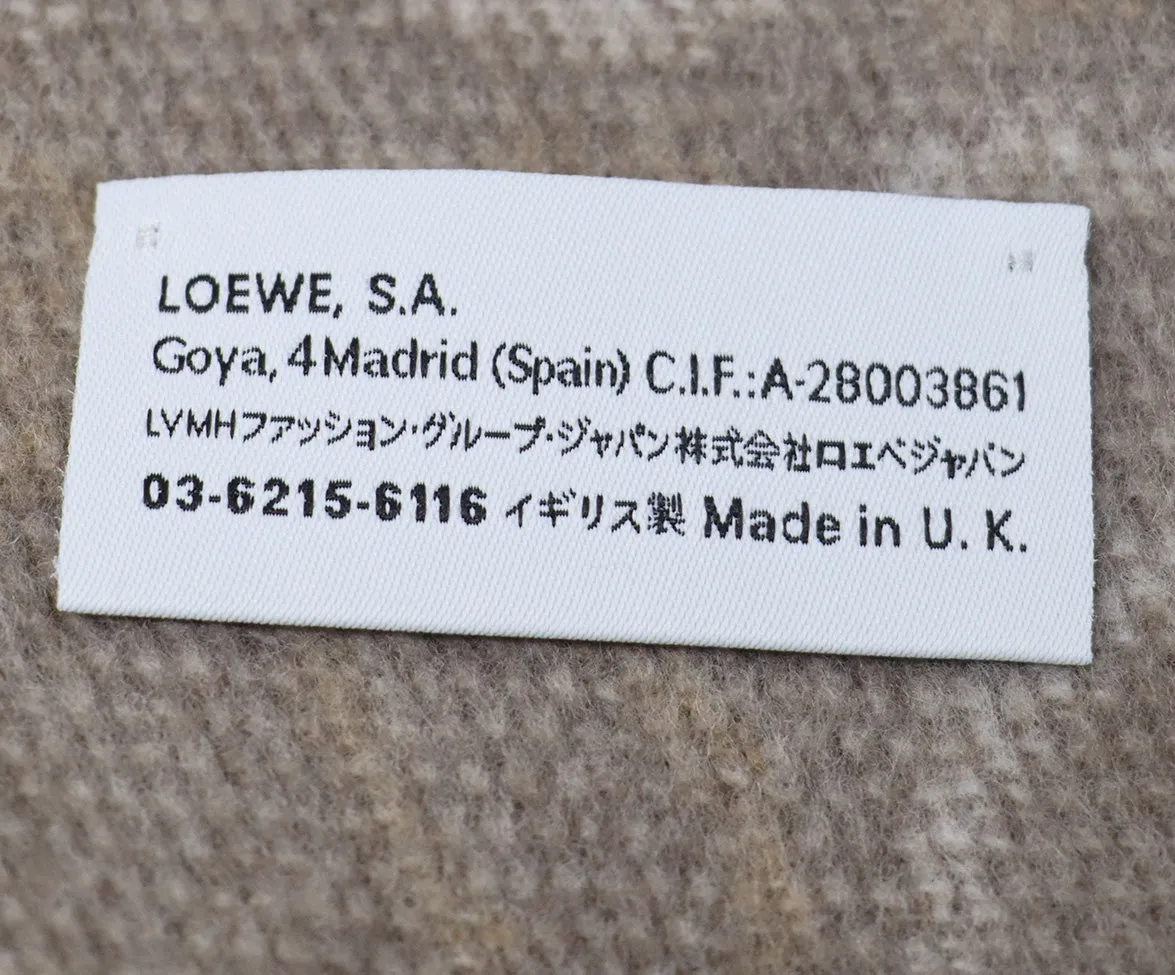 LOEWE, S.A.
Goya, 4 Madrid (Spain) C.I.F.: A-28003861
LVMHファッション・グループ・ジャパン株式会社ロエベジャパン
03-6215-6116 イギリス製 Made in U. K.